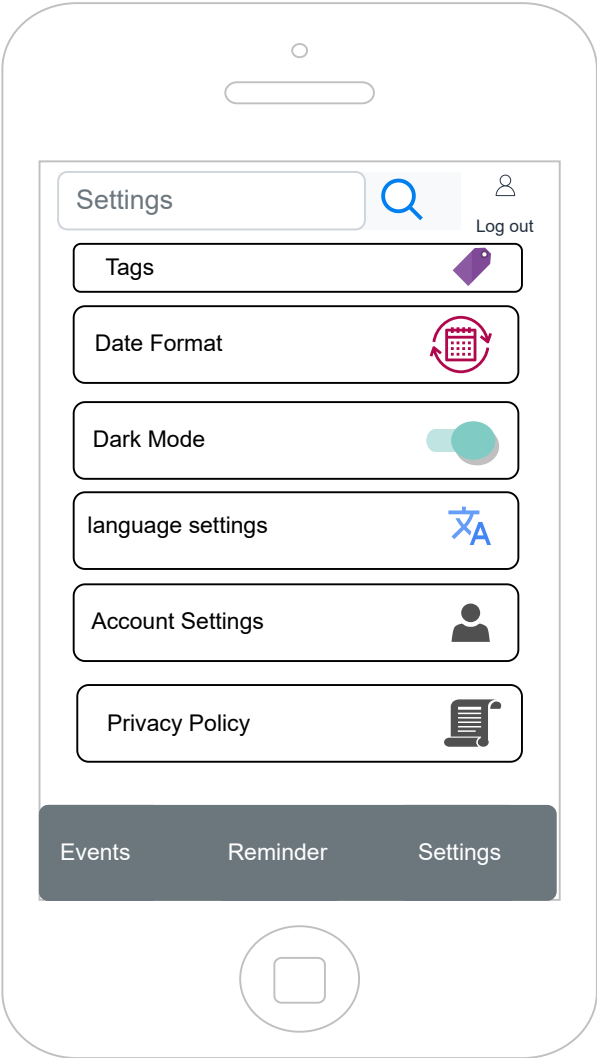 Settings
Log out
Tags
Date Format
Dark Mode
language settings
Account Settings
Privacy Policy
Events Reminder Settings